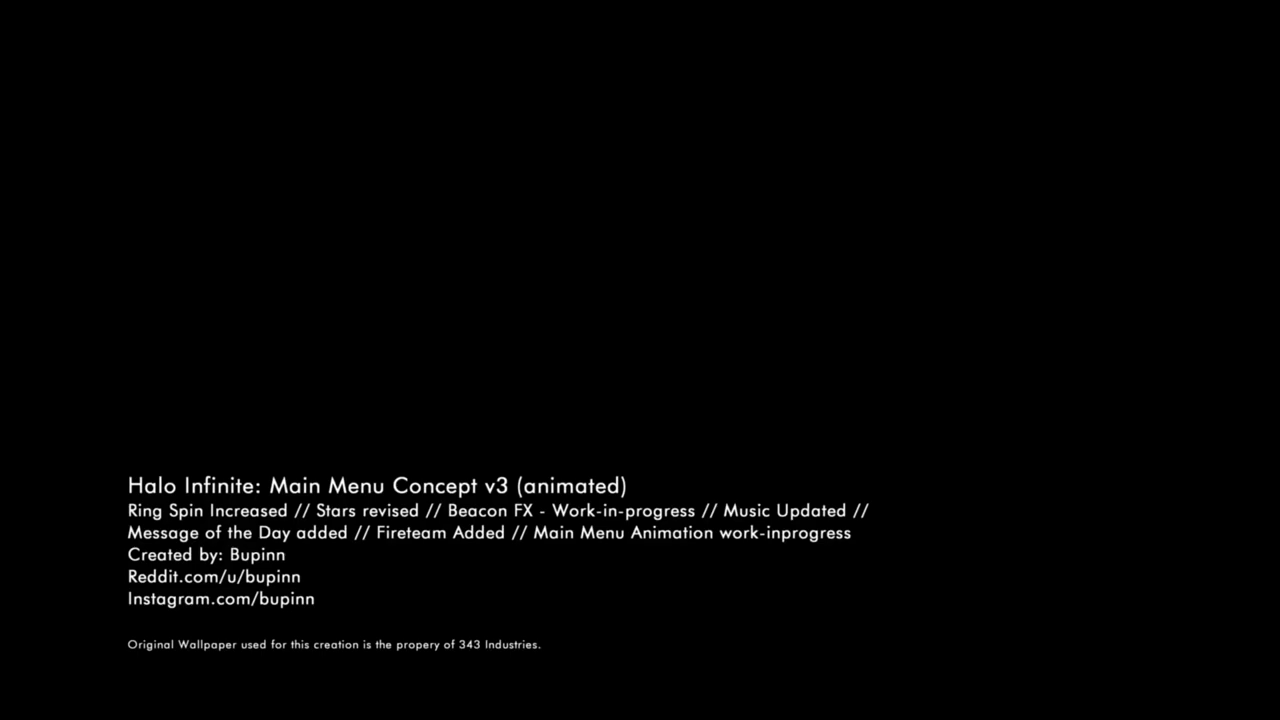 Halo Infinite: Main Menu Concept v3 (animated)
Ring Spin Increased // Stars revised // Beacon FX - Work-in-progress // Music Updated //
Message of the Day added // Fireteam Added // Main Menu Animation work-inprogress
Created by: Bupinn
Reddit.com/u/bupinn
Instagram.com/bupinn
Original Wallpaper used for this creation is the propery of 343 Industries.